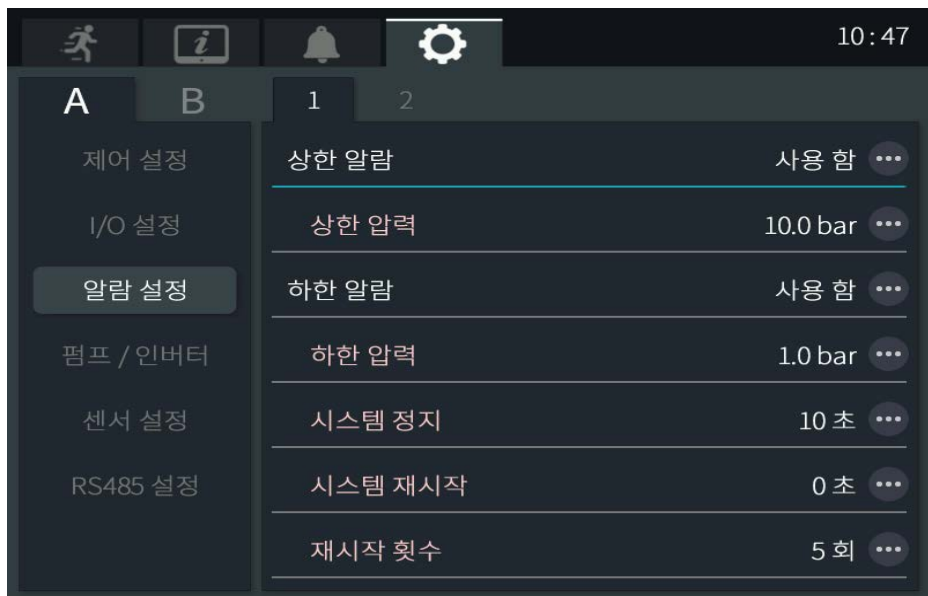 10:47
A B
1 2
제어 설정
I/O 설정
알람 설정
펌프 / 인버터
센서 설정
RS485 설정
상한 알람 사용 함
상한 압력 10.0 bar
하한 알람 사용 함
하한 압력 1.0 bar
시스템 정지 10 초
시스템 재시작 0 초
재시작 횟수 5 회